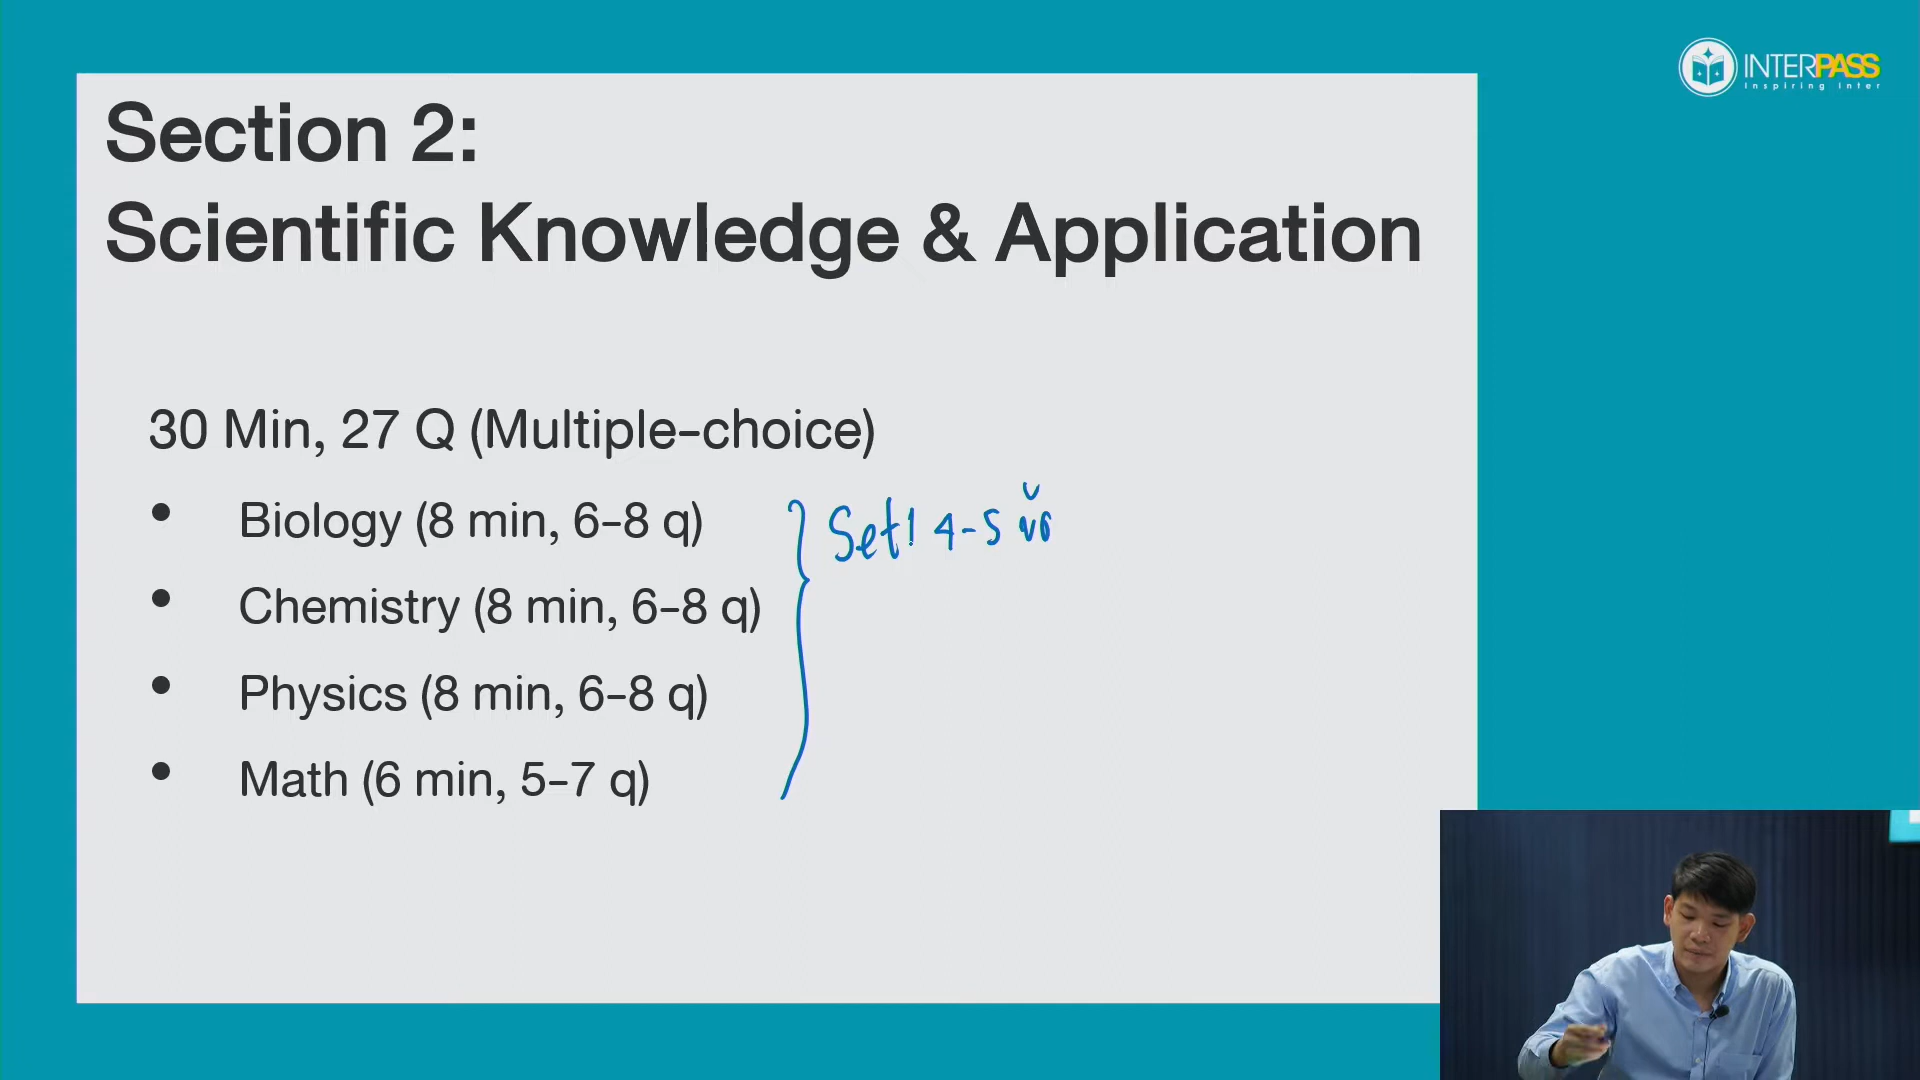 INTERPASS
Inspiring Inter
Section 2:
Scientific Knowledge & Application
30 Min, 27 Q (Multiple-choice)
• Biology (8 min, 6-8 q)
• Chemistry (8 min, 6-8 q)
• Physics (8 min, 6-8 q)
• Math (6 min, 5-7 q)
Set! 4-5 ข้อ